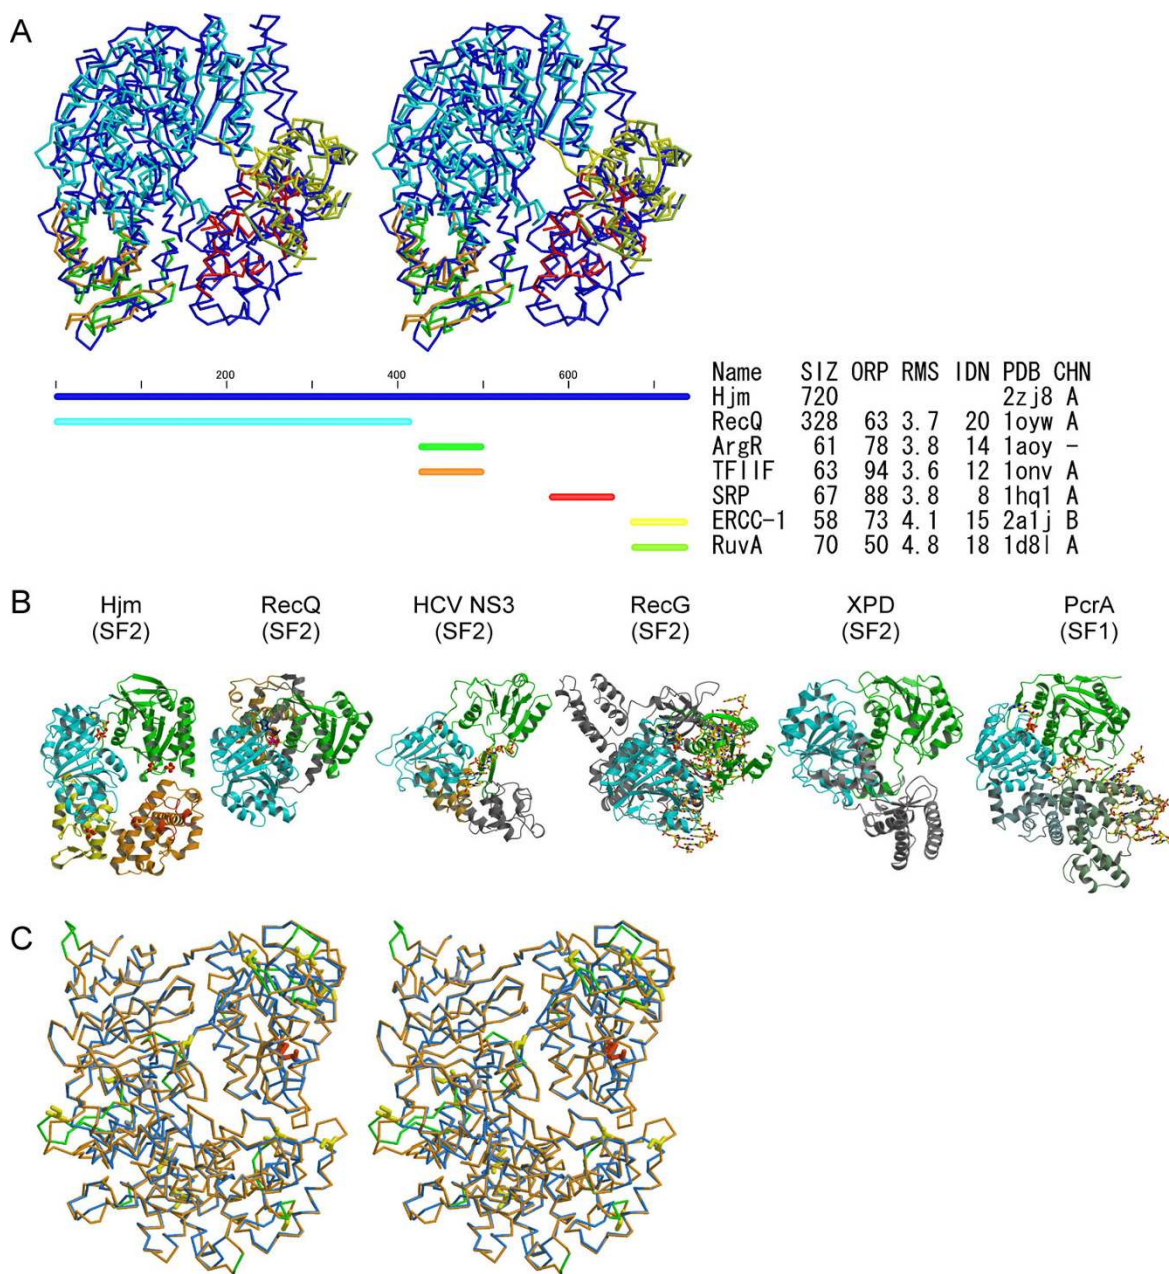 A
200 400 600
Name SIZ ORP RMS IDN PDB CHN
Hjm 720 2zj8 A
RecQ 328 63 3.7 20 1oyw A
ArgR 61 78 3.8 14 1aoy -
TFIIF 63 94 3.6 12 1onv A
SRP 67 88 3.8 8 1hq1 A
ERCC-1 58 73 4.1 15 2a1j B
RuvA 70 50 4.8 18 1d8l A
B
Hjm RecQ HCV NS3 RecG XPD PcrA
(SF2) (SF2) (SF2) (SF2) (SF2) (SF1)
C